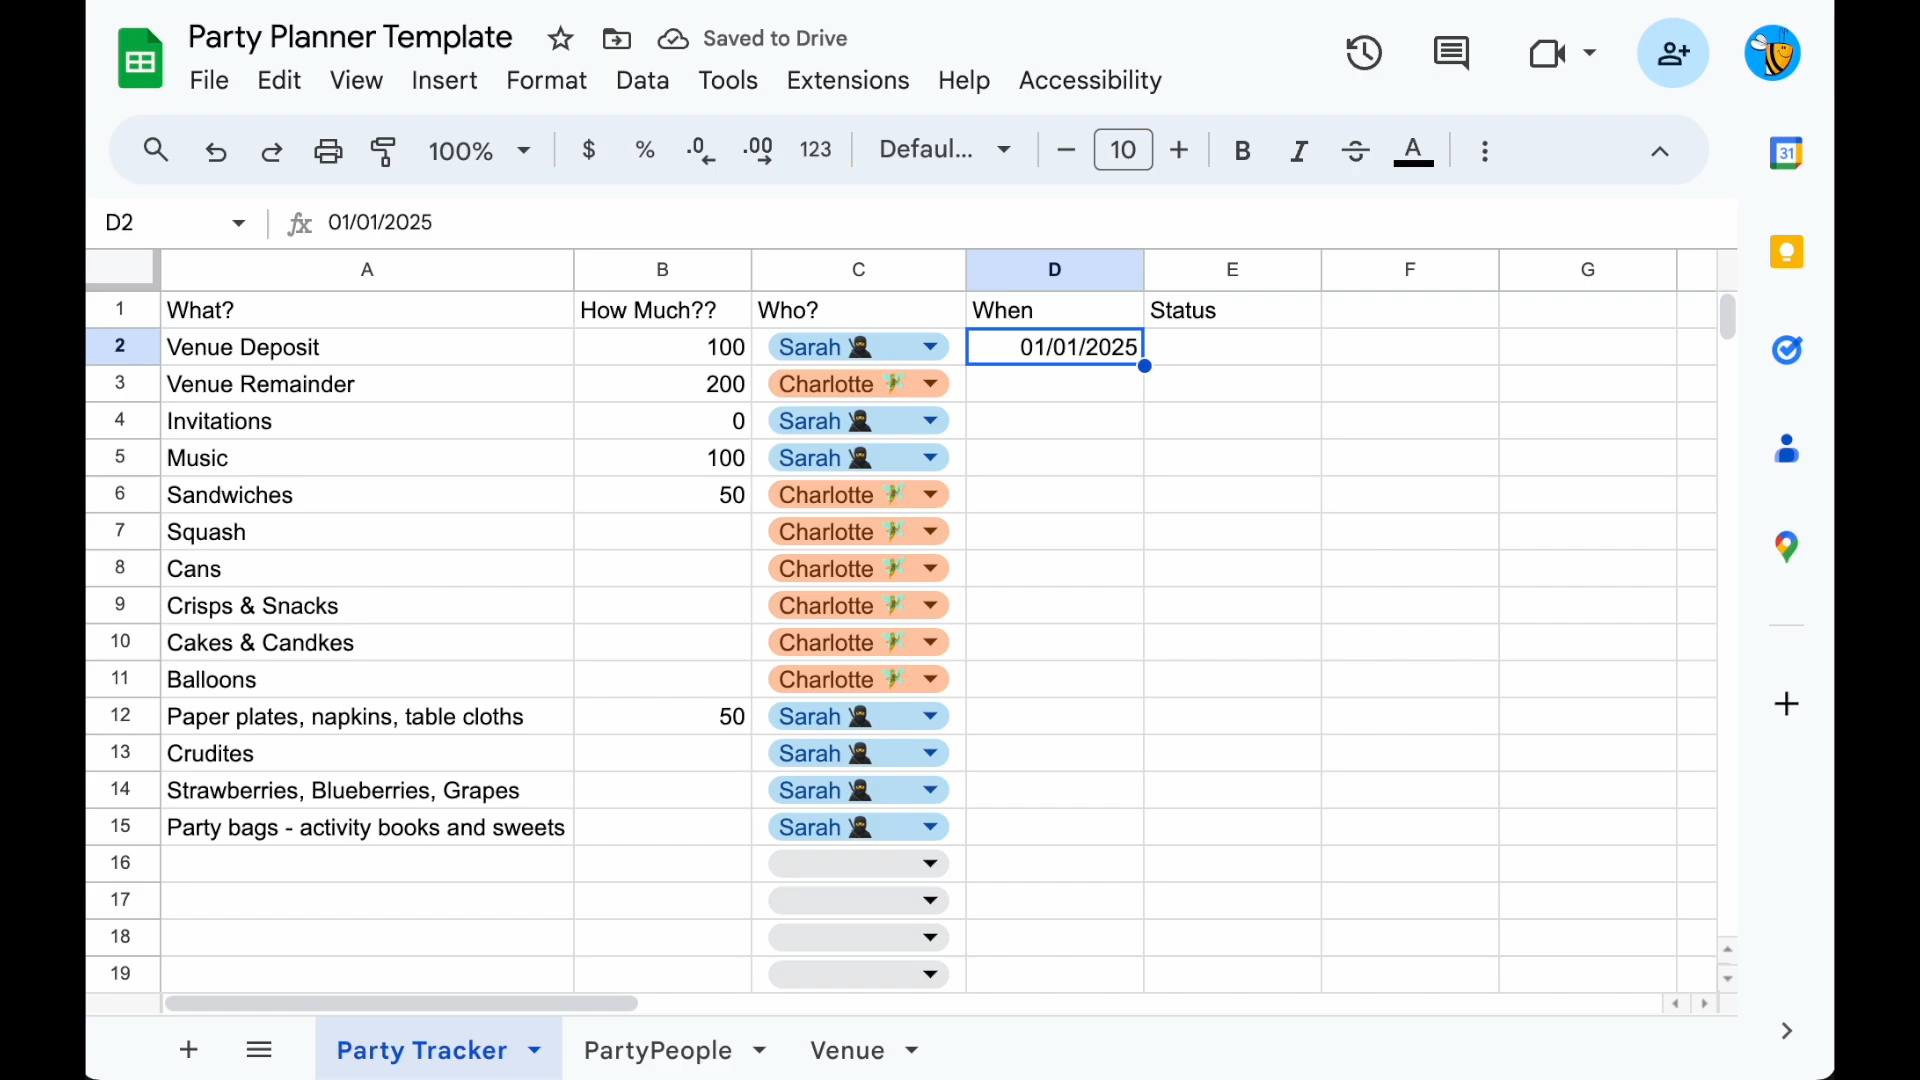 Party Planner Template
Saved to Drive
File Edit View Insert Format Data Tools Extensions Help Accessibility
100% $ % .0 .00 123 Defaul... 10 B I S A
D2 fx 01/01/2025
A B C D E F G
1 What? How Much?? Who? When Status
2 Venue Deposit 100 Sarah 01/01/2025
3 Venue Remainder 200 Charlotte
4 Invitations 0 Sarah
5 Music 100 Sarah
6 Sandwiches 50 Charlotte
7 Squash Charlotte
8 Cans Charlotte
9 Crisps & Snacks Charlotte
10 Cakes & Candkes Charlotte
11 Balloons Charlotte
12 Paper plates, napkins, table cloths 50 Sarah
13 Crudites Sarah
14 Strawberries, Blueberries, Grapes Sarah
15 Party bags - activity books and sweets Sarah
16
17
18
19
Party Tracker PartyPeople Venue
31